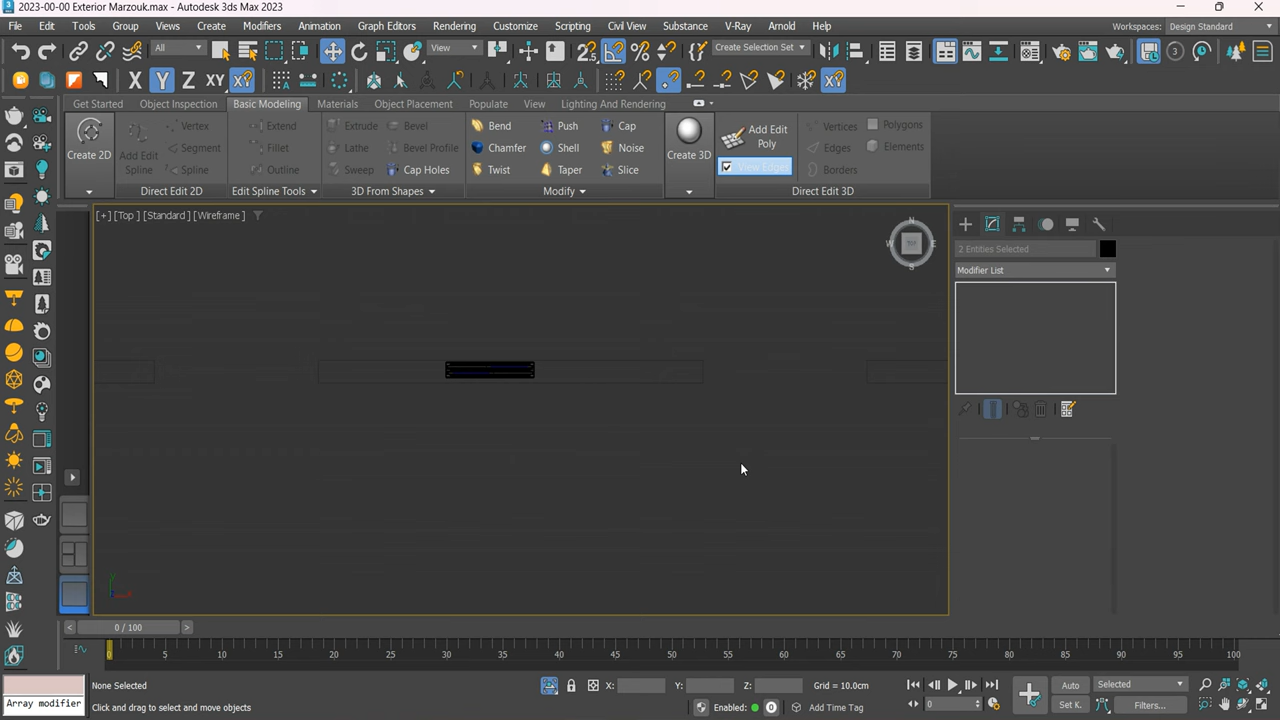 2023-00-00 Exterior Marzouk.max - Autodesk 3ds Max 2023
File Edit Tools Group Views Create Modifiers Animation Graph Editors Rendering Customize Scripting Civil View Substance V-Ray Arnold Help Workspaces: Design Standard
All View Create Selection Set 3
X Y Z XY
Get Started Object Inspection Basic Modeling Materials Object Placement Populate View Lighting And Rendering
Vertex Extend Extrude Bevel Bend Push Cap Vertices Polygons
Create 2D Add Edit Spline Segment Fillet Lathe Bevel Profile Chamfer Shell Noise Create 3D Add Edit Poly Edges Elements
Spline Outline Sweep Cap Holes Twist Taper Slice View Edges Borders
Direct Edit 2D Edit Spline Tools 3D From Shapes Modify Direct Edit 3D
[+] [Top ] [Standard ] [Wireframe ]
N
W TOP E
S
2 Entities Selected
Modifier List
y
x
< 0 / 100 >
0 5 10 15 20 25 30 35 40 45 50 55 60 65 70 75 80 85 90 95 100
None Selected X: Y: Z: Grid = 10.0cm Auto Selected
Array modifier Click and drag to select and move objects Enabled: 0 Add Time Tag 0 Set K. Filters...